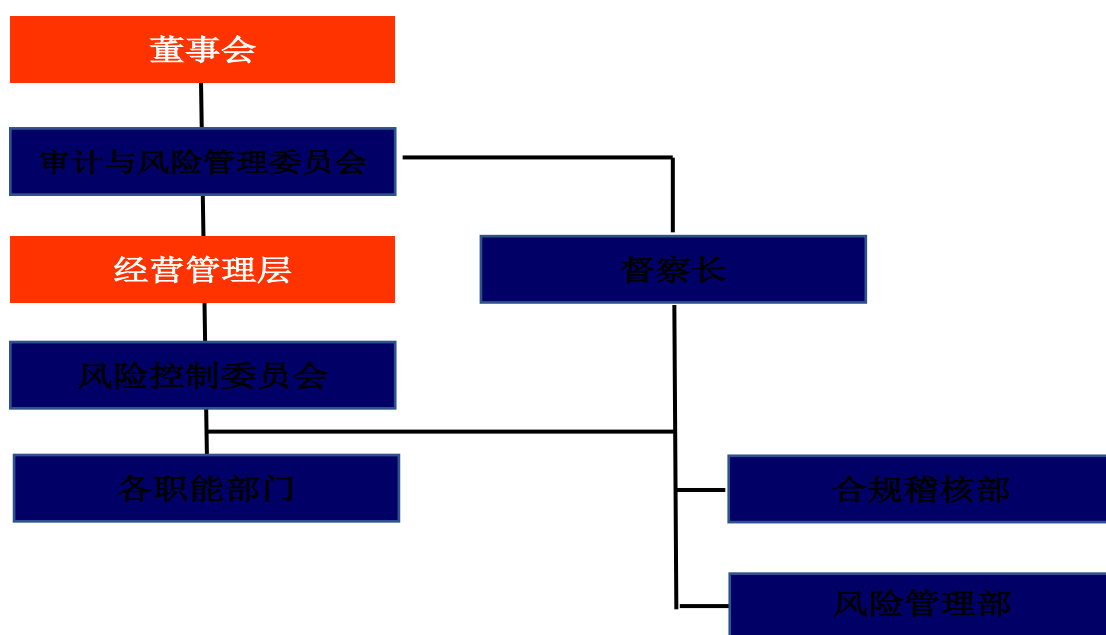 董事会
审计与风险管理委员会
经营管理层
督察长
风险控制委员会
各职能部门
合规稽核部
风险管理部